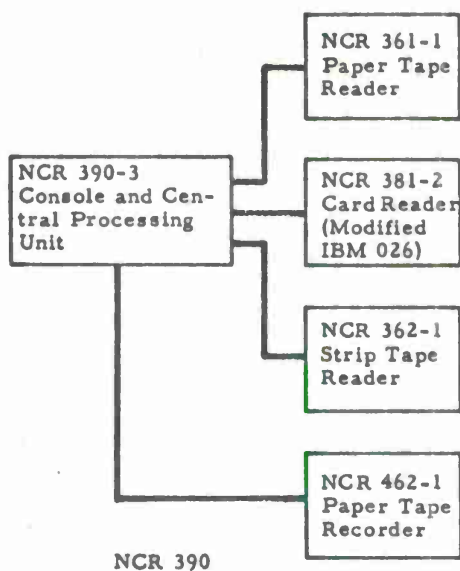 NCR 361-1
Paper Tape
Reader
NCR 390-3
Console and Cen-
tral Processing
Unit
NCR 381-2
Card Reader
(Modified
IBM 026)
NCR 362-1
Strip Tape
Reader
NCR 462-1
Paper Tape
Recorder
NCR 390